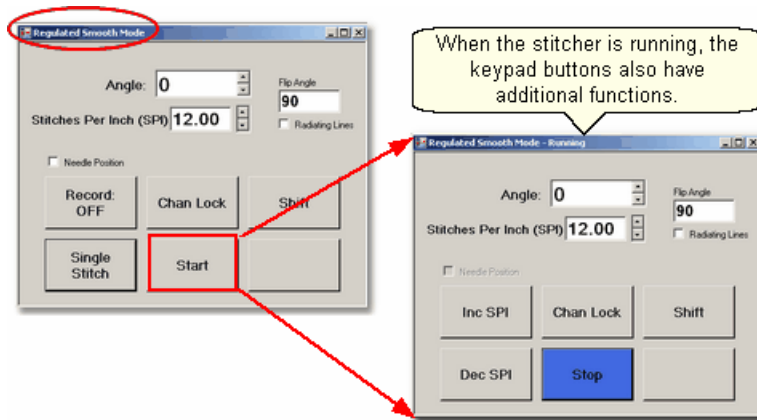 Regulated Smooth Mode
Angle: 0
Flip Angle
90
Stitches Per Inch (SPI) 12.00
Radiating Lines
Needle Position
Record: OFF
Chan Lock
Shift
Single Stitch
Start
When the stitcher is running, the
keypad buttons also have
additional functions.
Regulated Smooth Mode - Running
Angle: 0
Flip Angle
90
Stitches Per Inch (SPI) 12.00
Radiating Lines
Needle Position
Inc SPI
Chan Lock
Shift
Dec SPI
Stop